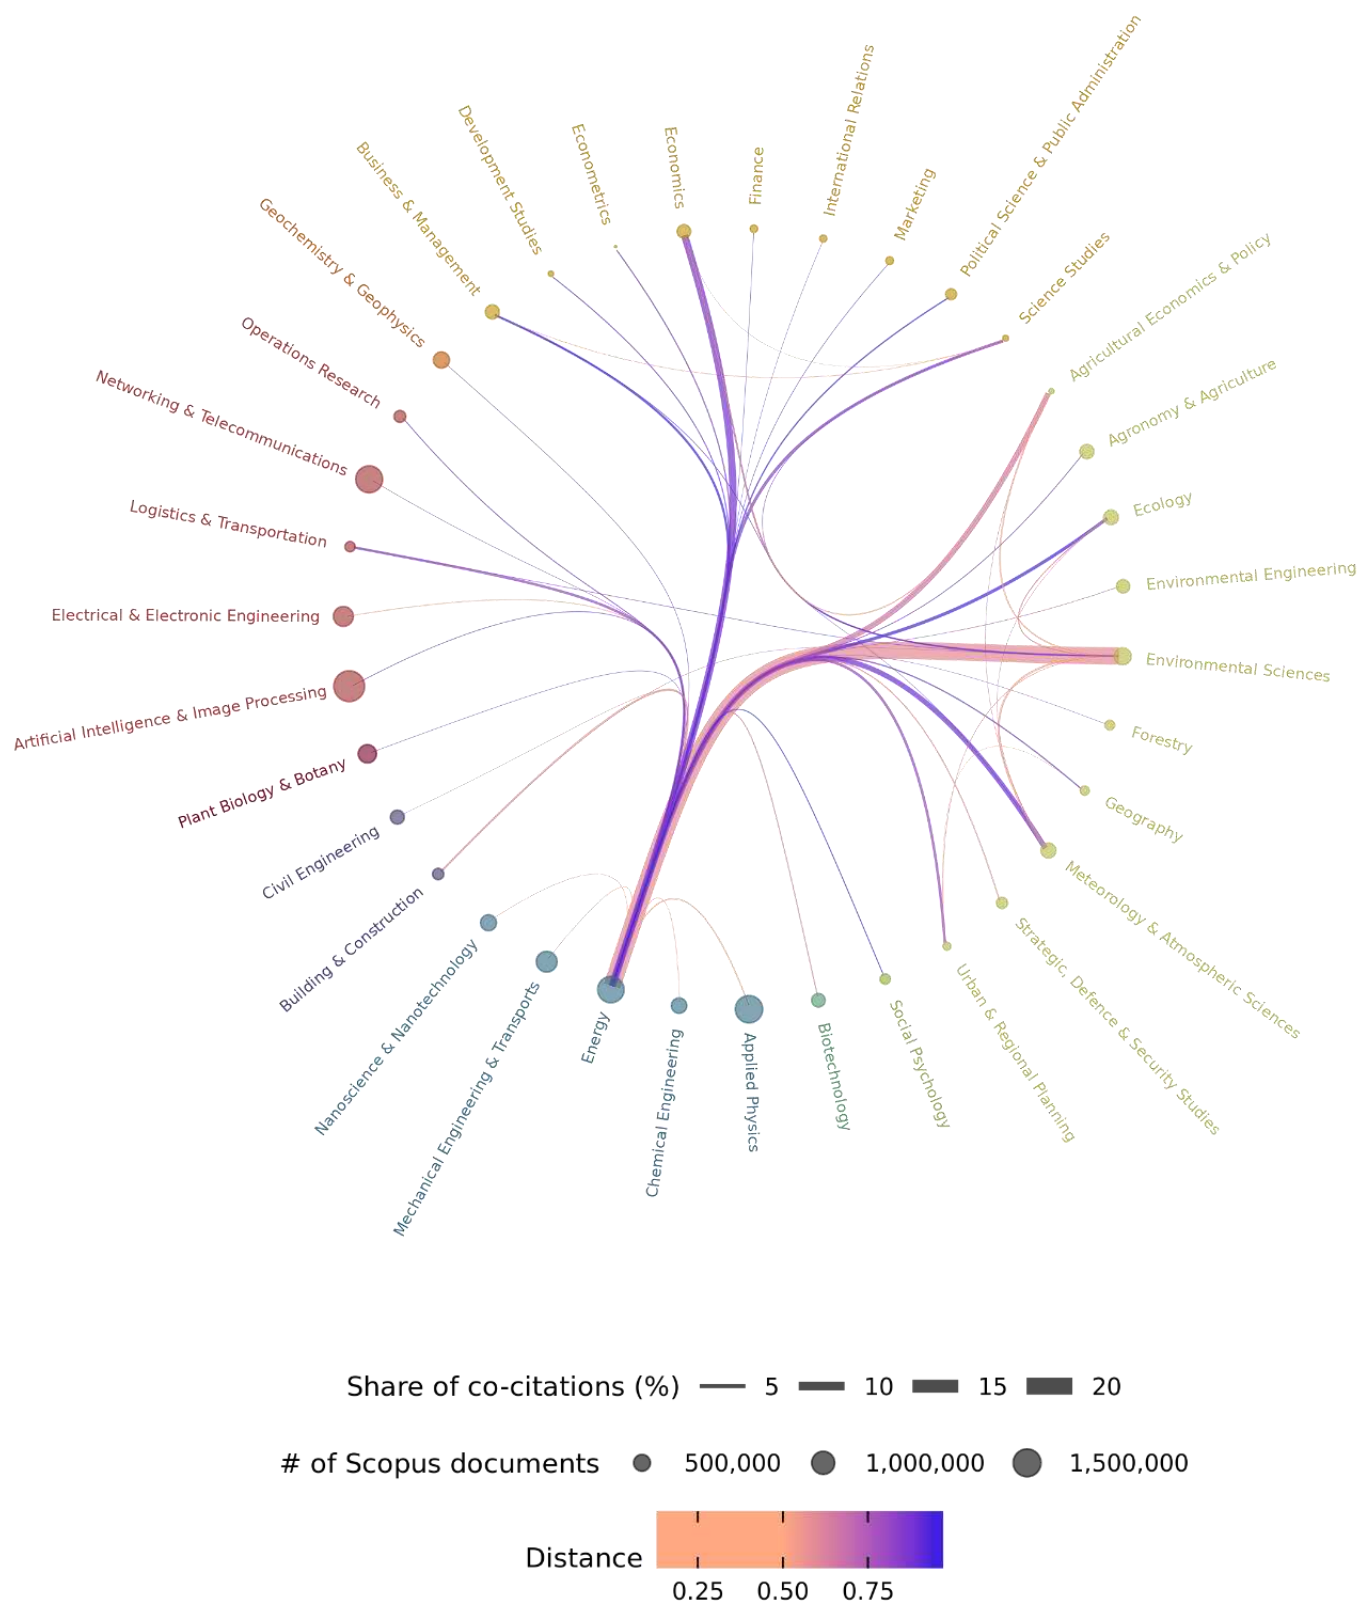 Political Science & Public Administration
International Relations
Development Studies
Econometrics
Economics
Finance
Marketing
Business & Management
Geochemistry & Geophysics
Science Studies
Agricultural Economics & Policy
Operations Research
Networking & Telecommunications
Agronomy & Agriculture
Logistics & Transportation
Ecology
Environmental Engineering
Electrical & Electronic Engineering
Environmental Sciences
Artificial Intelligence & Image Processing
Forestry
Plant Biology & Botany
Geography
Civil Engineering
Meteorology & Atmospheric Sciences
Building & Construction
Strategic, Defence & Security Studies
Nanoscience & Nanotechnology
Urban & Regional Planning
Mechanical Engineering & Transports
Energy
Chemical Engineering
Applied Physics
Biotechnology
Social Psychology
Share of co-citations (%) 5 10 15 20
# of Scopus documents 500,000 1,000,000 1,500,000
Distance
0.25 0.50 0.75